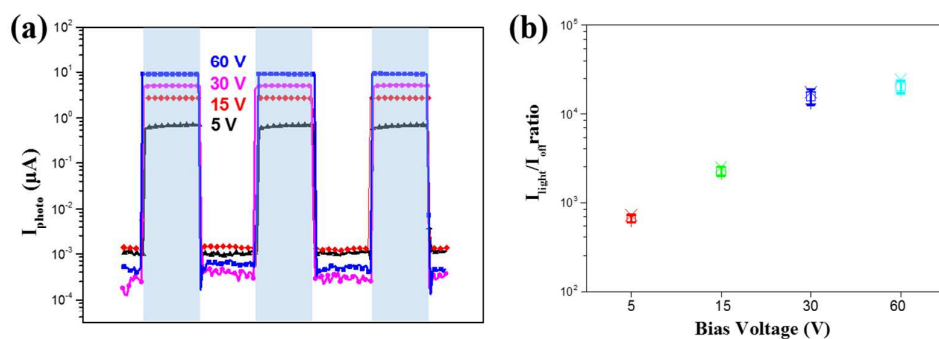 (a)
I_photo (μA)
10^2
10^1
10^0
10^-1
10^-2
10^-3
10^-4
60 V
30 V
15 V
5 V
(b)
I_light/I_off ratio
10^5
10^4
10^3
10^2
5 15 30 60
Bias Voltage (V)